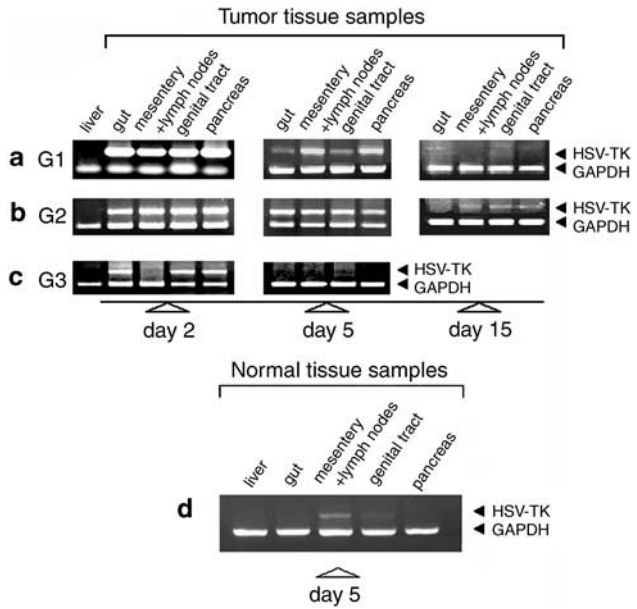 Tumor tissue samples
liver
gut
mesentery
+lymph nodes
genital tract
pancreas
gut
mesentery
+lymph nodes
genital tract
pancreas
gut
mesentery
+lymph nodes
genital tract
pancreas
a G1
HSV-TK
GAPDH
b G2
HSV-TK
GAPDH
c G3
HSV-TK
GAPDH
day 2
day 5
day 15
Normal tissue samples
liver
gut
mesentery
+lymph nodes
genital tract
pancreas
d
HSV-TK
GAPDH
day 5